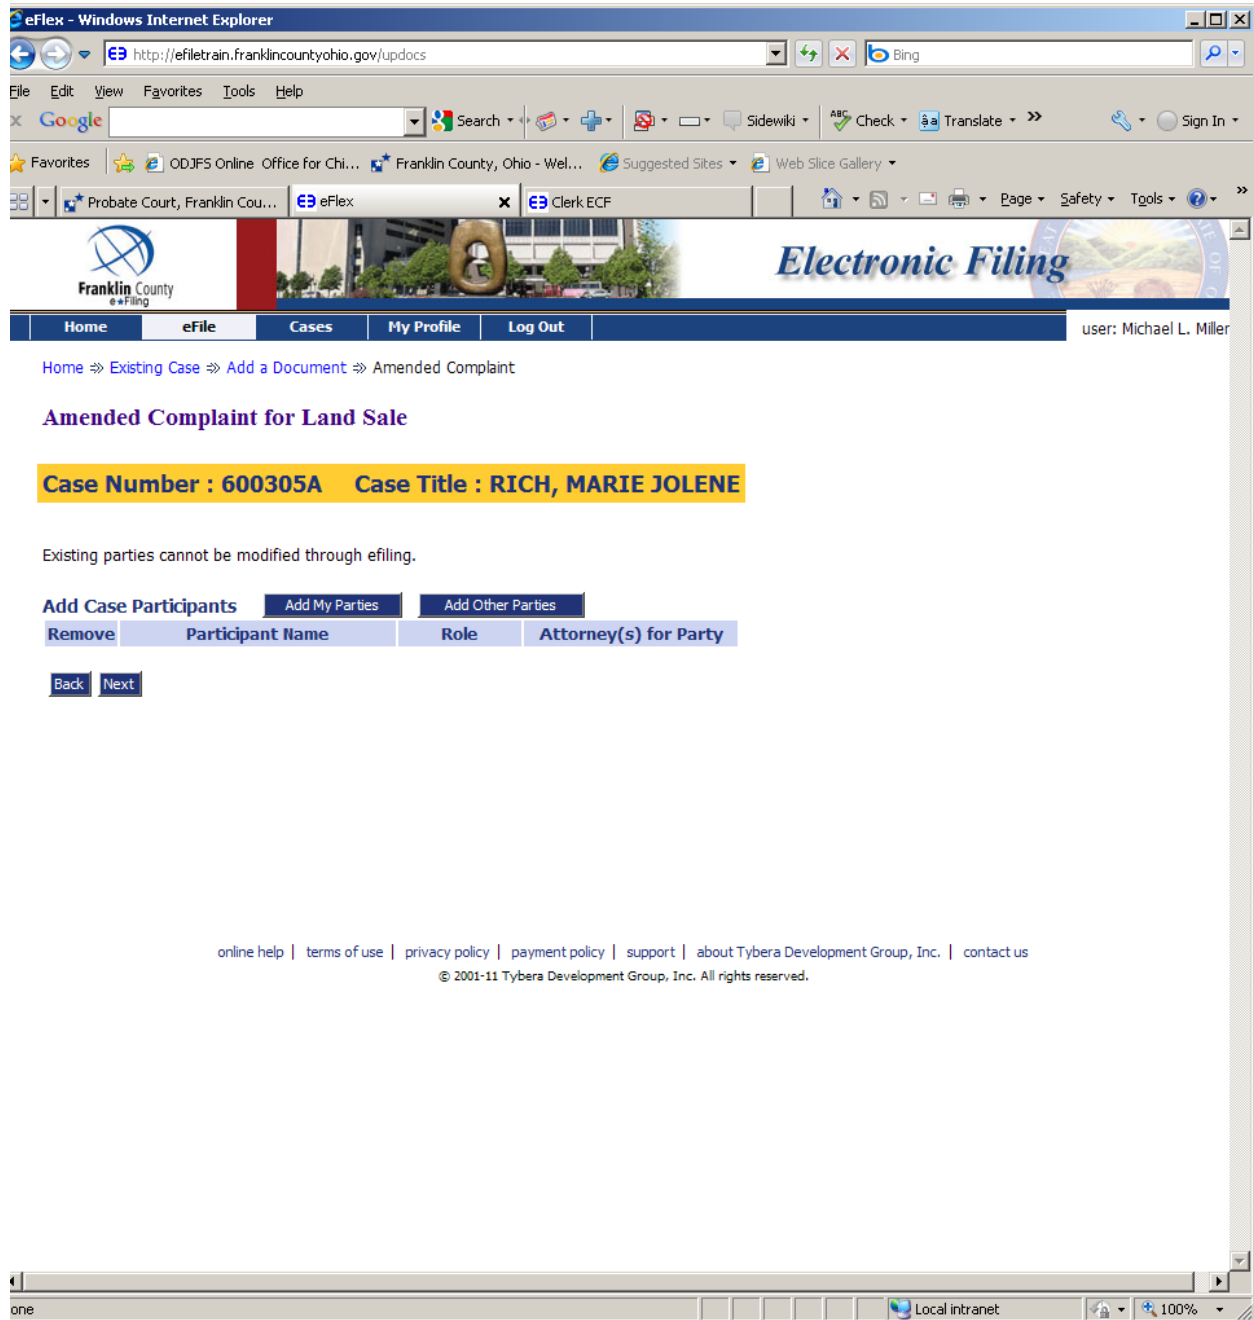 eFlex - Windows Internet Explorer
http://efiletrain.franklincountyohio.gov/updocs
Bing
File Edit View Favorites Tools Help
x Google Search Sidewiki ABC Check âa Translate >> Sign In
Favorites ODJFS Online Office for Chi... Franklin County, Ohio - Wel... Suggested Sites Web Slice Gallery
Probate Court, Franklin Cou... eFlex x Clerk ECF Page Safety Tools >>
Franklin County
e★Filing
Electronic Filing
Home eFile Cases My Profile Log Out
user: Michael L. Miller
Home ⇒ Existing Case ⇒ Add a Document ⇒ Amended Complaint
Amended Complaint for Land Sale
Case Number : 600305A Case Title : RICH, MARIE JOLENE
Existing parties cannot be modified through efiling.
Add Case Participants Add My Parties Add Other Parties
Remove Participant Name Role Attorney(s) for Party
Back Next
online help | terms of use | privacy policy | payment policy | support | about Tybera Development Group, Inc. | contact us
© 2001-11 Tybera Development Group, Inc. All rights reserved.
one Local intranet 100%